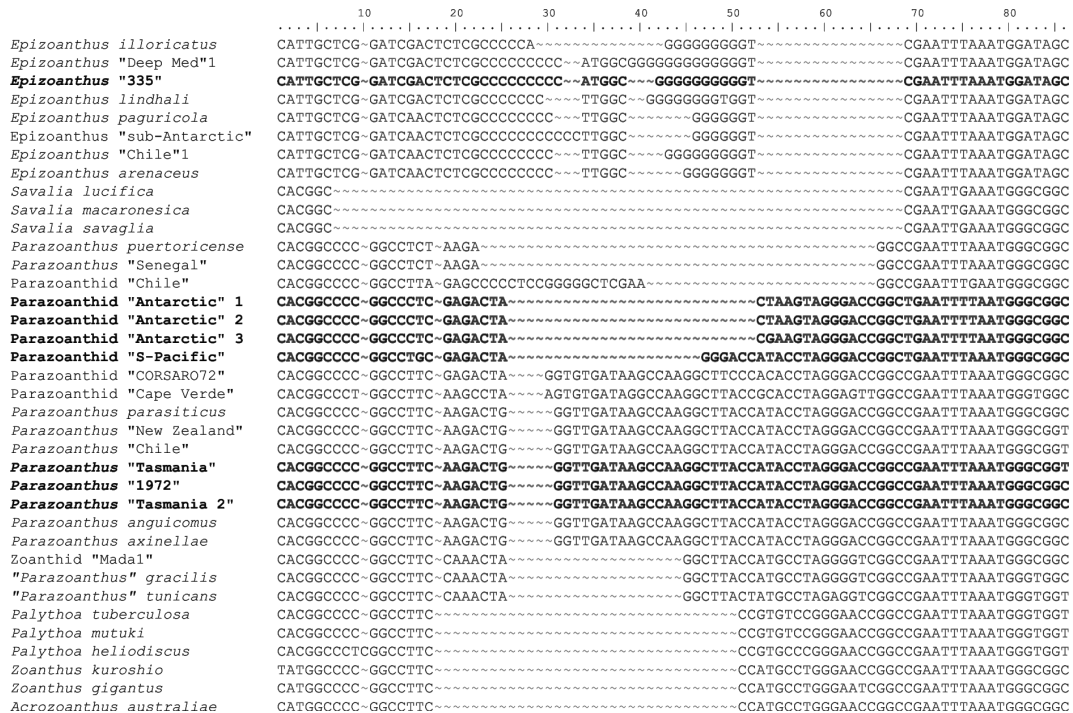 10 20 30 40 50 60 70 80
Epizoanthus illoricatus CATTGCTCG~GATCGACTCTCGCCCCCA~~~~~~~~~~~~~~GGGGGGGGGT~~~~~~~~~~~~~~~~CGAATTTAAATGGATAGC
Epizoanthus "Deep Med"1 CATTGCTCG~GATCGACTCTCGCCCCCCCCC~~ATGGCGGGGGGGGGGGGGT~~~~~~~~~~~~~~~~CGAATTTAAATGGATAGC
Epizoanthus "335" CATTGCTCG~GATCGACTCTCGCCCCCCCCC~~ATGGC~~~GGGGGGGGGGT~~~~~~~~~~~~~~~~CGAATTTAAATGGATAGC
Epizoanthus lindhali CATTGCTCG~GATCGACTCTCGCCCCCCC~~~~TTGGC~~GGGGGGGGTGGT~~~~~~~~~~~~~~~~CGAATTTAAATGGATAGC
Epizoanthus paguricola CATTGCTCG~GATCAACTCTCGCCCCCCCC~~~TTGGC~~~~~~~GGGGGGT~~~~~~~~~~~~~~~~CGAATTTAAATGGATAGC
Epizoanthus "sub-Antarctic" CATTGCTCG~GATCAACTCTCGCCCCCCCCCCCTTGGC~~~~~~~GGGGGGT~~~~~~~~~~~~~~~~CGAATTTAAATGGATAGC
Epizoanthus "Chile"1 CATTGCTCG~GATCAACTCTCGCCCCCCCC~~~TTGGC~~~~GGGGGGGGGT~~~~~~~~~~~~~~~~CGAATTTAAATGGATAGC
Epizoanthus arenaceus CATTGCTCG~GATCAACTCTCGCCCCCCCC~~~TTGGC~~~~~~GGGGGGGT~~~~~~~~~~~~~~~~CGAATTTAAATGGATAGC
Savalia lucifica CACGGC~~~~~~~~~~~~~~~~~~~~~~~~~~~~~~~~~~~~~~~~~~~~~~~~~~~~~~~~~~~~~~CGAATTGAAATGGGCGGC
Savalia macaronesica CACGGC~~~~~~~~~~~~~~~~~~~~~~~~~~~~~~~~~~~~~~~~~~~~~~~~~~~~~~~~~~~~~~CGAATTGAAATGGGCGGC
Savalia savaglia CACGGC~~~~~~~~~~~~~~~~~~~~~~~~~~~~~~~~~~~~~~~~~~~~~~~~~~~~~~~~~~~~~~CGAATTGAAATGGGCGGC
Parazoanthus puertoricense CACGGCCCC~GGCCTCT~AAGA~~~~~~~~~~~~~~~~~~~~~~~~~~~~~~~~~~~~~~~~~~~GGCCGAATTTAAATGGGCGGC
Parazoanthus "Senegal" CACGGCCCC~GGCCTCT~AAGA~~~~~~~~~~~~~~~~~~~~~~~~~~~~~~~~~~~~~~~~~~~GGCCGAATTTAAATGGGCGGC
Parazoanthid "Chile" CACGGCCCC~GGCCTTA~GAGCCCCCTCCGGGGGCTCGAA~~~~~~~~~~~~~~~~~~~~~~~~~GGCCGAATTTGAATGGGCGGC
Parazoanthid "Antarctic" 1 CACGGCCCC~GGCCCTC~GAGACTA~~~~~~~~~~~~~~~~~~~~~~~~~~~CTAAGTAGGGACCGGCTGAATTTTAATGGGCGGC
Parazoanthid "Antarctic" 2 CACGGCCCC~GGCCCTC~GAGACTA~~~~~~~~~~~~~~~~~~~~~~~~~~~CTAAGTAGGGACCGGCTGAATTTTAATGGGCGGC
Parazoanthid "Antarctic" 3 CACGGCCCC~GGCCCTC~GAGACTA~~~~~~~~~~~~~~~~~~~~~~~~~~~CGAAGTAGGGACCGGCTGAATTTTAATGGGCGGC
Parazoanthid "S-Pacific" CACGGCCCC~GGCCTGC~GAGACTA~~~~~~~~~~~~~~~~~~~~~GGGACCATACCTAGGGACCGGCCGAATTTAAATGGGCGGC
Parazoanthid "CORSARO72" CACGGCCCC~GGCCTTC~GAGACTA~~~~GGTGTGATAAGCCAAGGCTTCCCACACCTAGGGACCGGCCGAATTTAAATGGGCGGC
Parazoanthid "Cape Verde" CACGGCCCT~GGCCTTC~AAGCCTA~~~~AGTGTGATAGGCCAAGGCTTACCGCACCTAGGAGTTGGCCGAATTTAAATGGGTGGC
Parazoanthus parasiticus CACGGCCCC~GGCCTTC~AAGACTG~~~~~GGTTGATAAGCCAAGGCTTACCATACCTAGGGACCGGCCGAATTTAAATGGGCGGC
Parazoanthus "New Zealand" CACGGCCCC~GGCCTTC~AAGACTG~~~~~GGTTGATAAGCCAAGGCTTACCATACCTAGGGACCGGCCGAATTTAAATGGGCGGT
Parazoanthus "Chile" CACGGCCCC~GGCCTTC~AAGACTG~~~~~GGTTGATAAGCCAAGGCTTACCATACCTAGGGACCGGCCGAATTTAAATGGGCGGT
Parazoanthus "Tasmania" CACGGCCCC~GGCCTTC~AAGACTG~~~~~GGTTGATAAGCCAAGGCTTACCATACCTAGGGACCGGCCGAATTTAAATGGGCGGT
Parazoanthus "1972" CACGGCCCC~GGCCTTC~AAGACTG~~~~~GGTTGATAAGCCAAGGCTTACCATACCTAGGGACCGGCCGAATTTAAATGGGCGGC
Parazoanthus "Tasmania 2" CACGGCCCC~GGCCTTC~AAGACTG~~~~~GGTTGATAAGCCAAGGCTTACCATACCTAGGGACCGGCCGAATTTAAATGGGCGGC
Parazoanthus anguicomus CACGGCCCC~GGCCTTC~AAGACTG~~~~~GGTTGATAAGCCAAGGCTTACCATACCTAGGGACCGGCCGAATTTAAATGGGCGGC
Parazoanthus axinellae CACGGCCCC~GGCCTTC~AAGACTG~~~~~GGTTGATAAGCCAAGGCTTACCATACCTAGGGACCGGCCGAATTTAAATGGGCGGC
Zoanthid "Mada1" CACGGCCCC~GGCCTTC~CAAACTA~~~~~~~~~~~~~~~~~~~GGCTTACCATGCCTAGGGGTCGGCCGAATTTAAATGGGCGGC
"Parazoanthus" gracilis CACGGCCCC~GGCCTTC~CAAACTA~~~~~~~~~~~~~~~~~~~GGCTTACCATGCCTAGGGGTCGGCCGAATTTAAATGGGTGGC
"Parazoanthus" tunicans CACGGCCCC~GGCCTTC~CAAACTA~~~~~~~~~~~~~~~~~~~GGCTTACTATGCCTAGAGGTCGGCCGAATTTAAATGGGTGGT
Palythoa tuberculosa CACGGCCCC~GGCCTTC~~~~~~~~~~~~~~~~~~~~~~~~~~~~~~~~~CCGTGTCCGGGAACCGGCCGAATTTAAATGGGTGGT
Palythoa mutuki CACGGCCCC~GGCCTTC~~~~~~~~~~~~~~~~~~~~~~~~~~~~~~~~~CCGTGTCCGGGAACCGGCCGAATTTAAATGGGTGGT
Palythoa heliodiscus CACGGCCCTCGGCCTTC~~~~~~~~~~~~~~~~~~~~~~~~~~~~~~~~~CCGTGCCCGGGAACCGGCCGAATTTAAATGGGTGGT
Zoanthus kuroshio TATGGCCCC~GGCCTTC~~~~~~~~~~~~~~~~~~~~~~~~~~~~~~~~~CCATGCCTGGGAACCGGCCGAATTTAAATGGGCGGC
Zoanthus gigantus CATGGCCCC~GGCCTTC~~~~~~~~~~~~~~~~~~~~~~~~~~~~~~~~~CCATGCCTGGGAATCGGCCGAATTTAAATGGGCGGC
Acrozoanthus australiae CATGGCCCC~GGCCTTC~~~~~~~~~~~~~~~~~~~~~~~~~~~~~~~~~CCATGCCTGGGAACCGGCCGAATTTAAATGGGCGGC